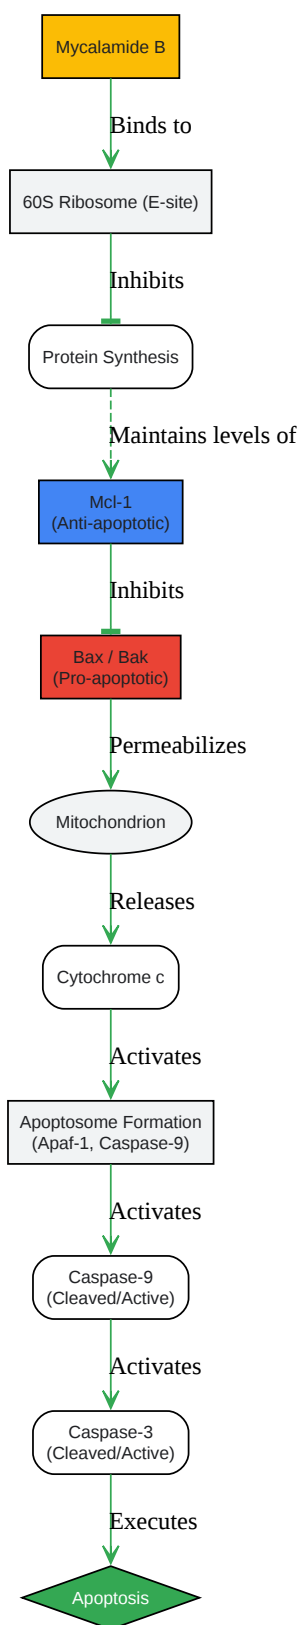 Mycalamide B
Binds to
60S Ribosome (E-site)
Inhibits
Protein Synthesis
Maintains levels of
Mcl-1
(Anti-apoptotic)
Inhibits
Bax / Bak
(Pro-apoptotic)
Permeabilizes
Mitochondrion
Releases
Cytochrome c
Activates
Apoptosome Formation
(Apaf-1, Caspase-9)
Activates
Caspase-9
(Cleaved/Active)
Activates
Caspase-3
(Cleaved/Active)
Executes
Apoptosis